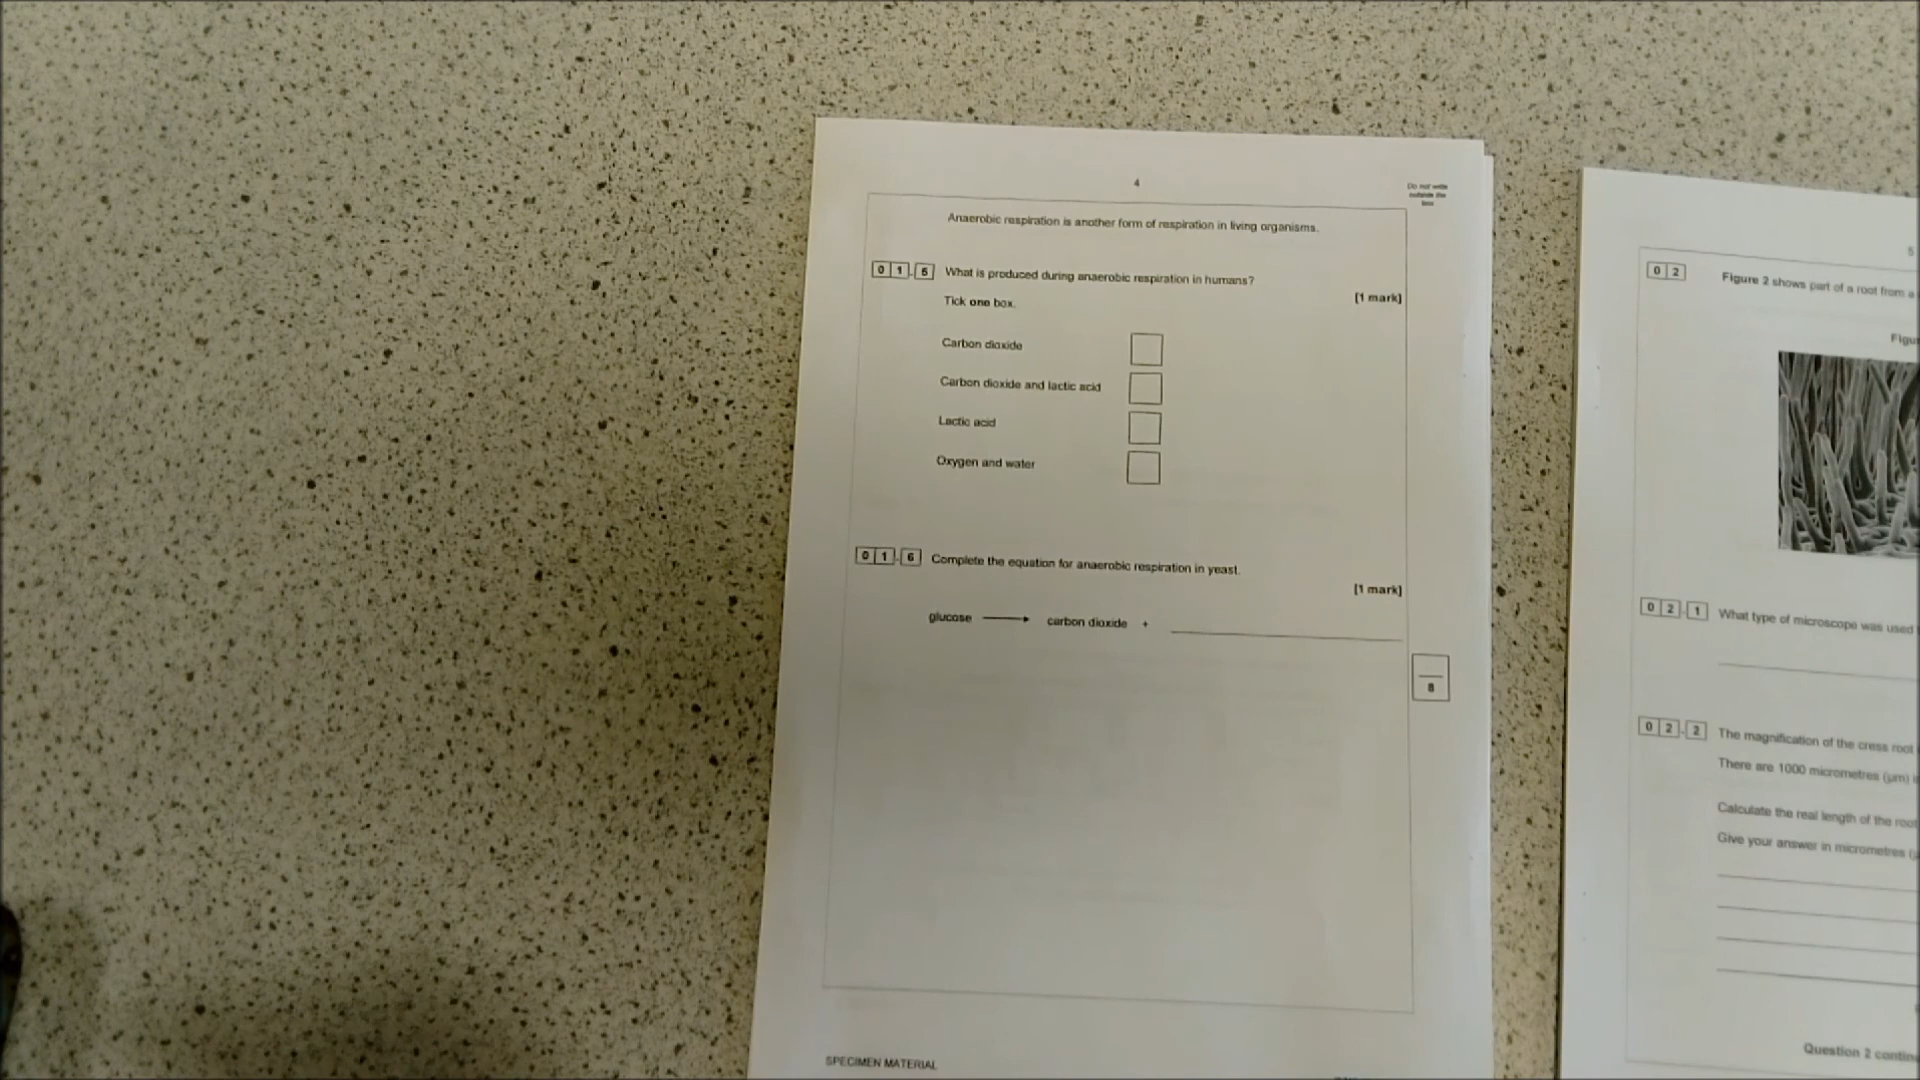 4
Do not write
outside the
box
Anaerobic respiration is another form of respiration in living organisms.
0 1 . 5 What is produced during anaerobic respiration in humans?
[1 mark]
Tick one box.
Carbon dioxide
Carbon dioxide and lactic acid
Lactic acid
Oxygen and water
0 1 . 6 Complete the equation for anaerobic respiration in yeast.
[1 mark]
glucose ⟶ carbon dioxide +
8
SPECIMEN MATERIAL
5
0 2 Figure 2 shows part of a root from a
0 2 . 1 What type of microscope was used
0 2 . 2 The magnification of the cress root
There are 1000 micrometres (µm)
Calculate the real length of the root
Give your answer in micrometres
Question 2